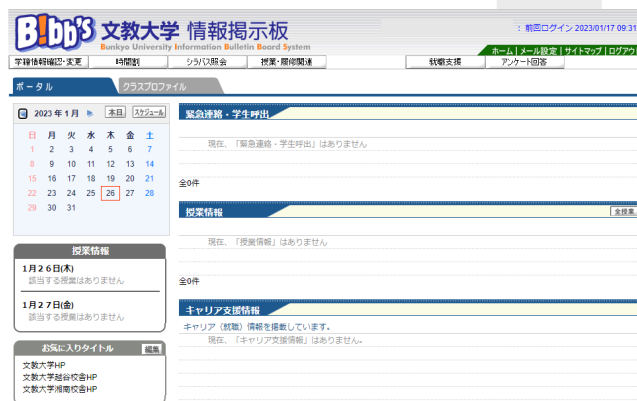 B!bb's 文教大学 情報掲示板
Bunkyo University Information Bulletin Board System
: 前回ログイン 2023/01/17 09:31
ホーム | メール設定 | サイトマップ | ログアウ
学籍情報確認・変更 時間割 シラバス照会 授業・履修関連 就職支援 アンケート回答
ポータル クラスプロファイル
2023 年 1 月 本日 スケジュール
日 月 火 水 木 金 土
1 2 3 4 5 6 7
8 9 10 11 12 13 14
15 16 17 18 19 20 21
22 23 24 25 26 27 28
29 30 31
授業情報
1月26日(木)
該当する授業はありません
1月27日(金)
該当する授業はありません
お気に入りタイトル 編集
文教大学HP
文教大学越谷校舎HP
文教大学湘南校舎HP
緊急連絡・学生呼出
現在、「緊急連絡・学生呼出」はありません
全0件
授業情報 全授業
現在、「授業情報」はありません
全0件
キャリア支援情報
キャリア（就職）情報を掲載しています。
現在、「キャリア支援情報」はありません。